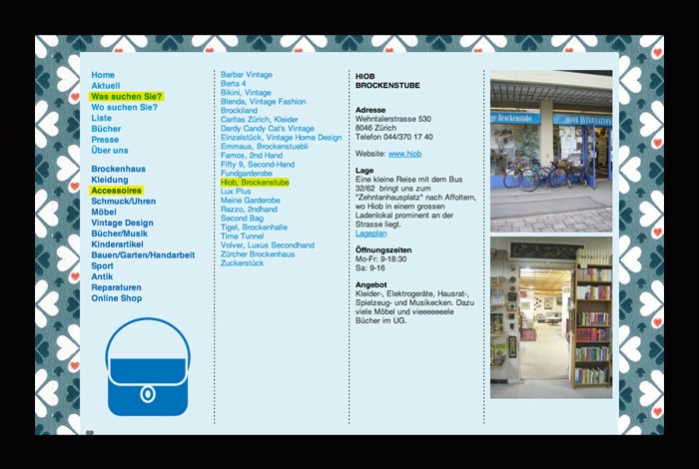 Home
Aktuell
Was suchen Sie?
Wo suchen Sie?
Liste
Bücher
Presse
Über uns
Brockenhaus
Kleidung
Accessoires
Schmuck/Uhren
Möbel
Vintage Design
Bücher/Musik
Kinderartikel
Bauen/Garten/Handarbeit
Sport
Antik
Reparaturen
Online Shop
Barbar Vintage
Berta 4
Bikini, Vintage
Blenda, Vintage Fashion
Brockiland
Caritas Zürich, Kleider
Dardy Candy Cat's Vintage
Einzelstück, Vintage Home Design
Emmaus, Brockenstuebli
Famos, 2nd Hand
Fifty 9, Second-Hand
Fundgarderobe
Hiob, Brockenstube
Lux Plus
Meine Garderobe
Razzo, 2ndhand
Second Bag
Tigel, Brockenhalle
Time Tunnel
Volver, Luxus Secondhand
Zürcher Brockenhaus
Zuckerstück
HIOB
BROCKENSTUBE
Adresse
Wehntalerstrasse 530
8046 Zürich
Telefon 044/370 17 40
Website: www.hiob
Lage
Eine kleine Reise mit dem Bus
32/62 bringt uns zum
"Zehntanhausplatz" nach Affoltern,
wo Hiob in einem grossen
Ladenlokal prominent an der
Strasse liegt.
Lageplan
Öffnungszeiten
Mo-Fr: 9-18:30
Sa: 9-16
Angebot
Kleider-, Elektrogeräte, Hausrat-,
Spielzeug- und Musikecken. Dazu
viele Möbel und vieeeeeeele
Bücher im UG.
Brockenstube
HIOB INTERNATIONAL